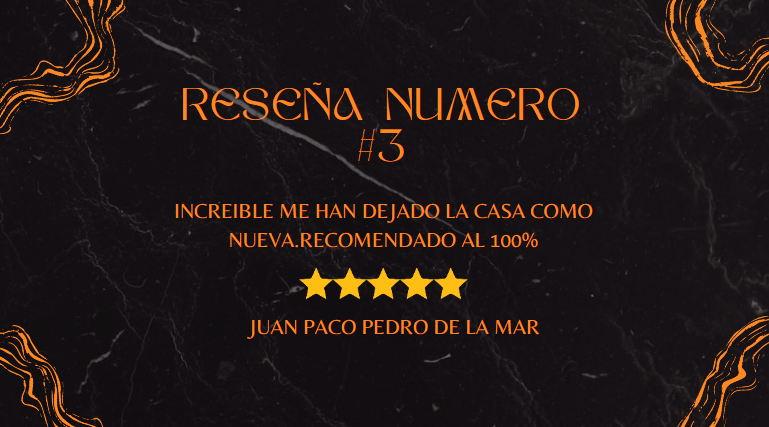 RESEÑA NUMERO
#3
INCREIBLE ME HAN DEJADO LA CASA COMO
NUEVA.RECOMENDADO AL 100%
JUAN PACO PEDRO DE LA MAR